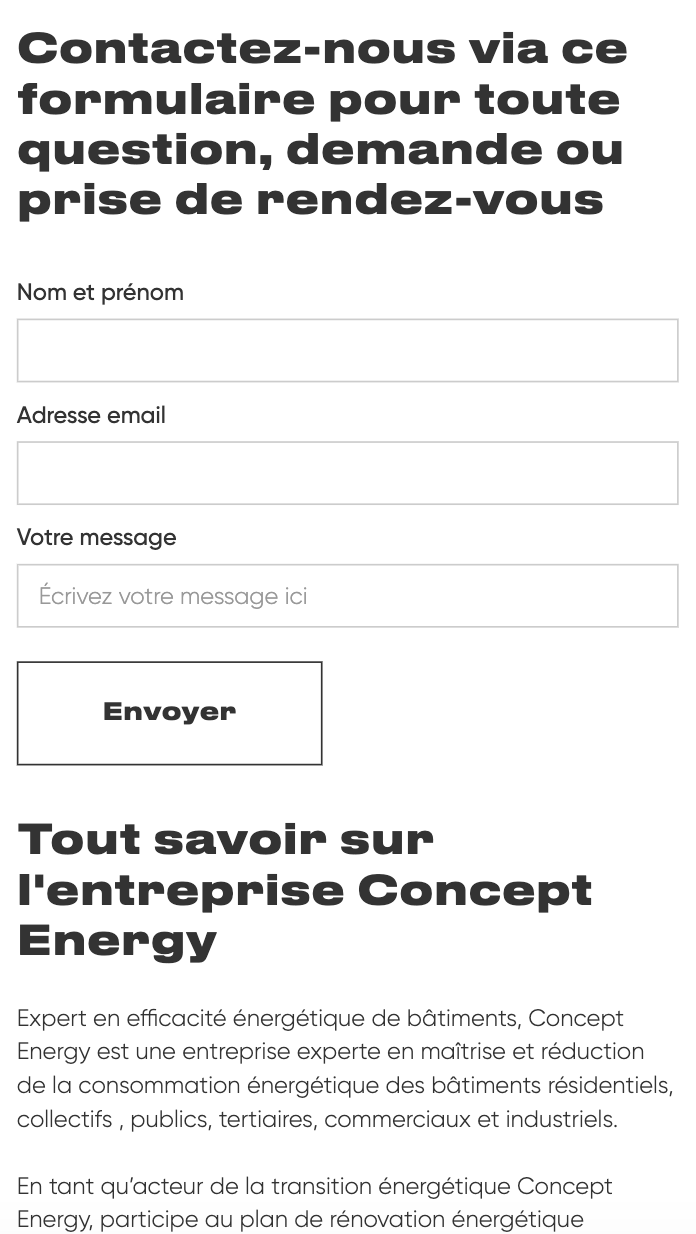 Contactez-nous via ce
formulaire pour toute
question, demande ou
prise de rendez-vous
Nom et prénom
Adresse email
Votre message
Écrivez votre message ici
Envoyer
Tout savoir sur
l'entreprise Concept
Energy
Expert en efficacité énergétique de bâtiments, Concept
Energy est une entreprise experte en maîtrise et réduction
de la consommation énergétique des bâtiments résidentiels,
collectifs , publics, tertiaires, commerciaux et industriels.
En tant qu’acteur de la transition énergétique Concept
Energy, participe au plan de rénovation énergétique